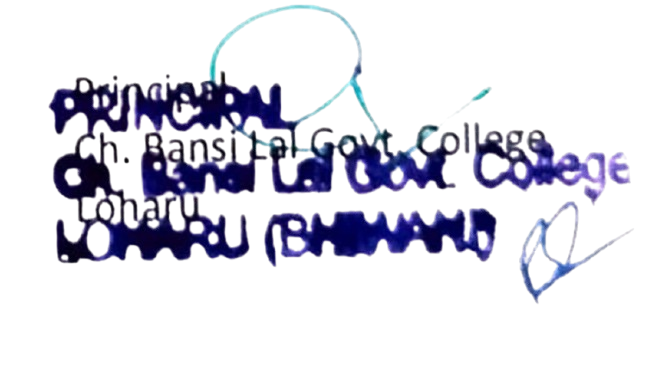 Principal
PRINCIPAL
Ch. Bansi Lal Govt. College
Ch. Bansi Lal Govt. College
Loharu
LOHARU (BHIWANI)